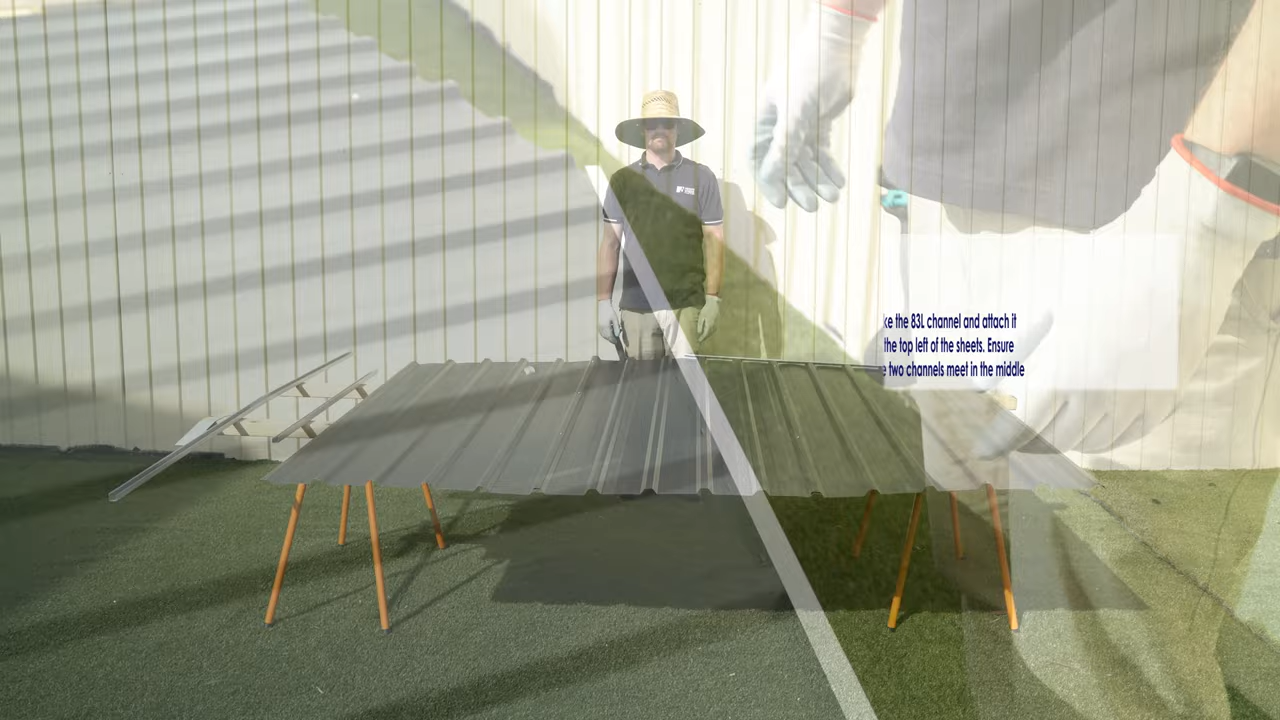 ke the 83L channel and attach it
the top left of the sheets. Ensure
e two channels meet in the middle